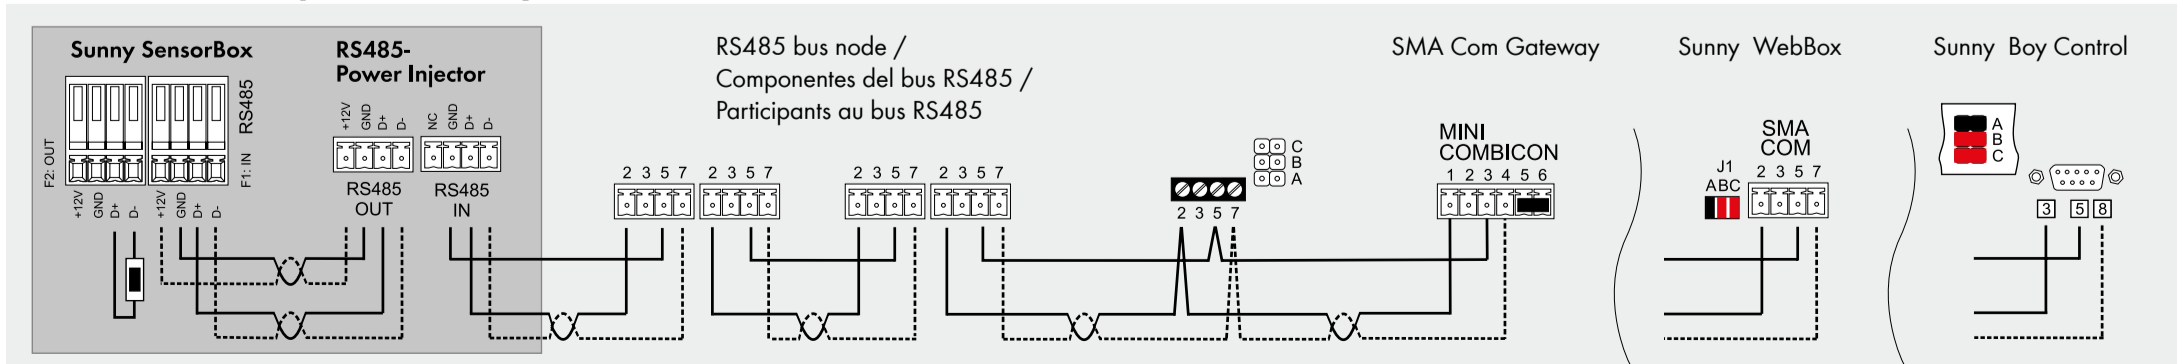 Sunny SensorBox
RS485-
Power Injector
RS485 bus node /
Componentes del bus RS485 /
Participants au bus RS485
SMA Com Gateway
Sunny WebBox
Sunny Boy Control
F2: OUT
+12V
GND
D+
D-
+12V
GND
D+
D-
F1: IN
RS485
+12V
GND
D+
D-
RS485
OUT
NC
GND
D+
D-
RS485
IN
2 3 5 7
2 3 5 7
2 3 5 7
2 3 5 7
2 3 5 7
C
B
A
MINI
COMBICON
1 2 3 4 5 6
J1
ABC
SMA
COM
2 3 5 7
A
B
C
3 5 8